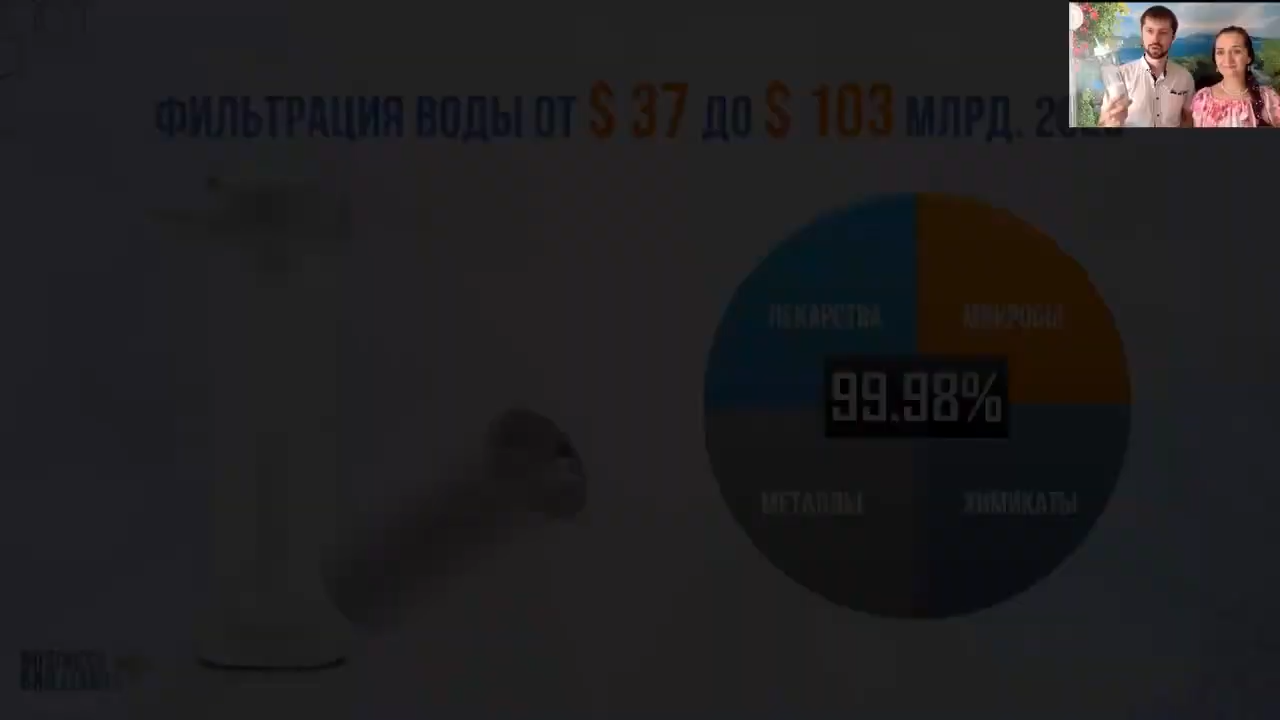 ФИЛЬТРАЦИЯ ВОДЫ ОТ $ 37 ДО $ 103 МЛРД.
ЛЕКАРСТВА
МИКРОБЫ
99.98%
МЕТАЛЛЫ
ХИМИКАТЫ